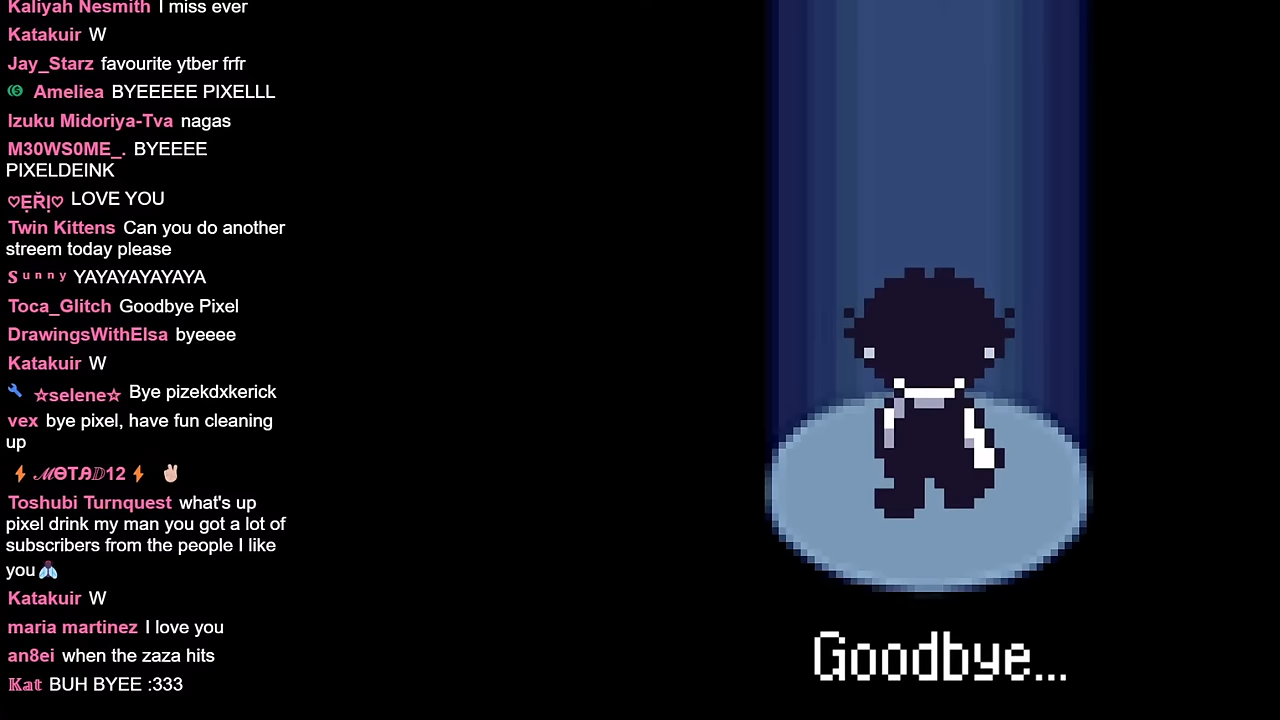 Kaliyah Nesmith I miss ever
Katakuir W
Jay_Starz favourite ytber frfr
Ameliea BYEEEEE PIXELLL
Izuku Midoriya-Tva nagas
M30WS0ME_. BYEEEE
PIXELDEINK
♡ẸŘỊ♡ LOVE YOU
Twin Kittens Can you do another
streem today please
𝕊ᵘⁿⁿʸ YAYAYAYAYAYA
Toca_Glitch Goodbye Pixel
DrawingsWithElsa byeeee
Katakuir W
☆selene☆ Bye pizekdxkerick
vex bye pixel, have fun cleaning
up
⚡ℳӨTΑ𝔻12⚡ ✌🏻
Toshubi Turnquest what's up
pixel drink my man you got a lot of
subscribers from the people I like
you🫁
Katakuir W
maria martinez I love you
an8ei when the zaza hits
𝕂𝕒𝕥 BUH BYEE :333
Goodbye...